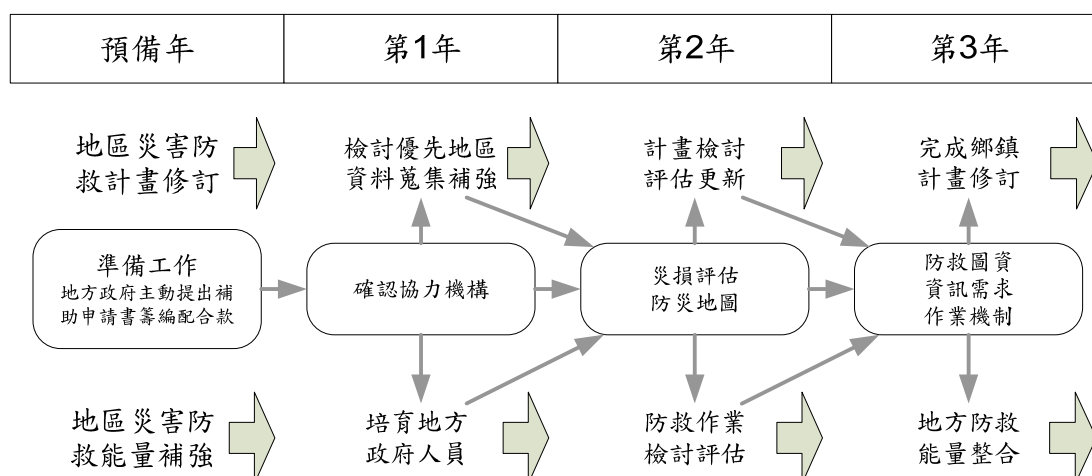 預備年
第1年
第2年
第3年
地區災害防
救計畫修訂
檢討優先地區
資料蒐集補強
計畫檢討
評估更新
完成鄉鎮
計畫修訂
準備工作
地方政府主動提出補
助申請書籌編配合款
確認協力機構
災損評估
防災地圖
防救圖資
資訊需求
作業機制
地區災害防
救能量補強
培育地方
政府人員
防救作業
檢討評估
地方防救
能量整合